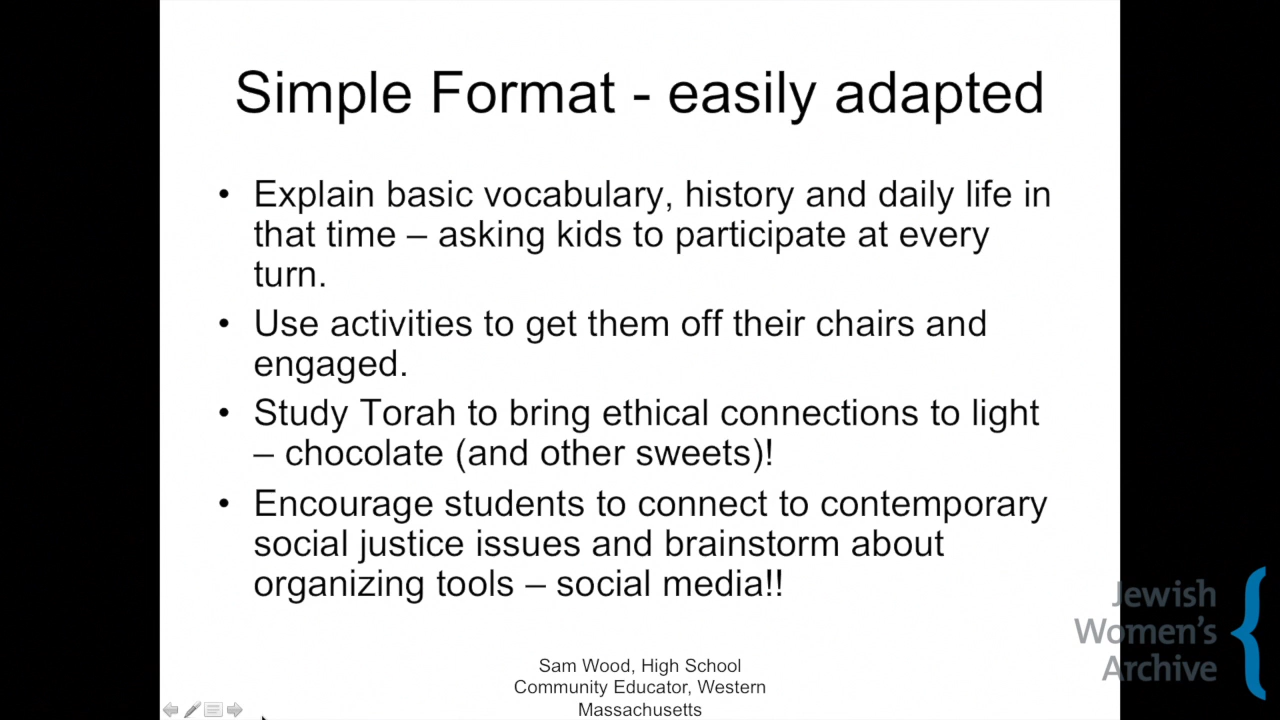 Simple Format - easily adapted
• Explain basic vocabulary, history and daily life in
that time – asking kids to participate at every
turn.
• Use activities to get them off their chairs and
engaged.
• Study Torah to bring ethical connections to light
– chocolate (and other sweets)!
• Encourage students to connect to contemporary
social justice issues and brainstorm about
organizing tools – social media!!
Sam Wood, High School
Community Educator, Western
Massachusetts
Jewish
Women's
Archive